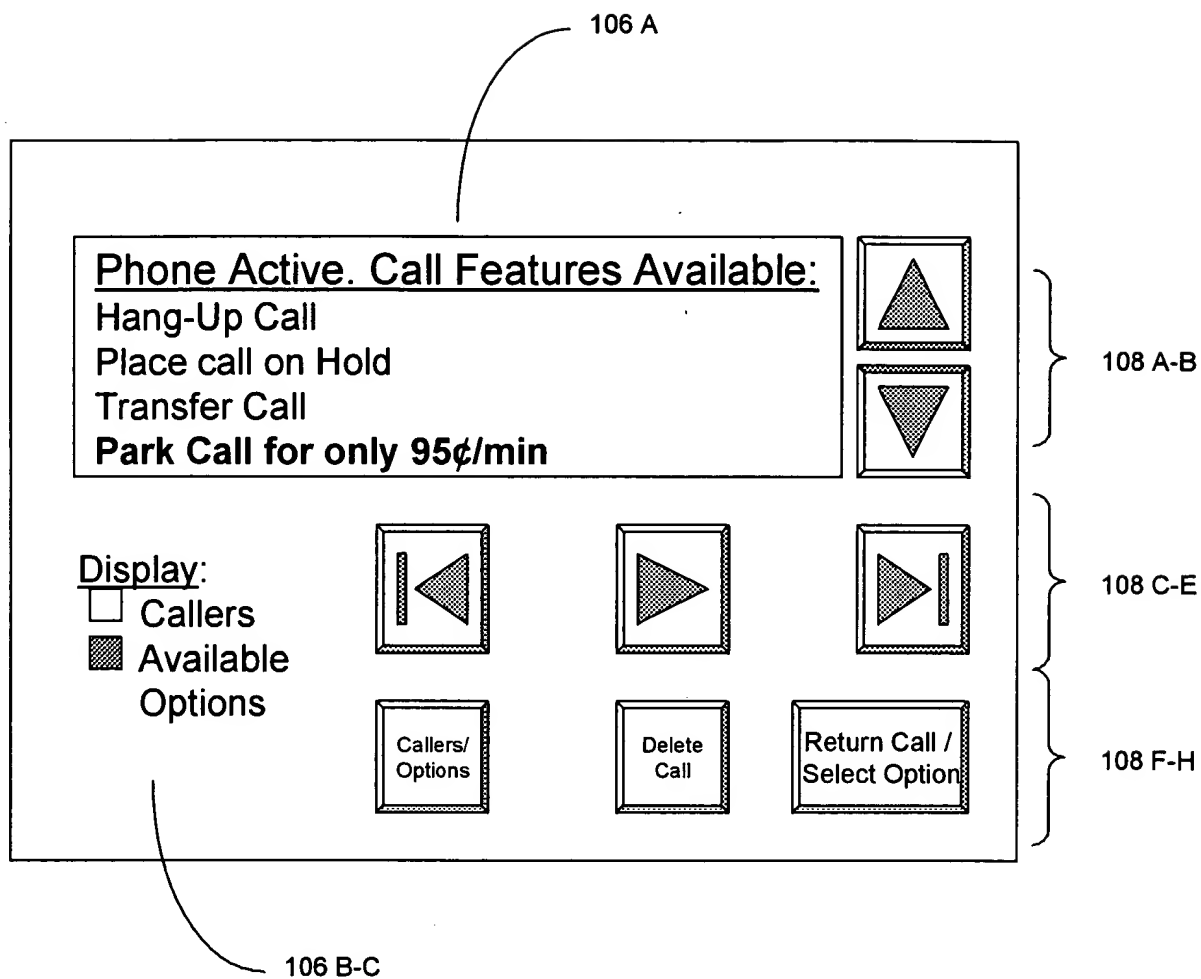 106 A
Phone Active. Call Features Available:
Hang-Up Call
Place call on Hold
Transfer Call
Park Call for only 95¢/min
108 A-B
Display:
Callers
Available
Options
108 C-E
Callers/
Options
Delete
Call
Return Call /
Select Option
108 F-H
106 B-C